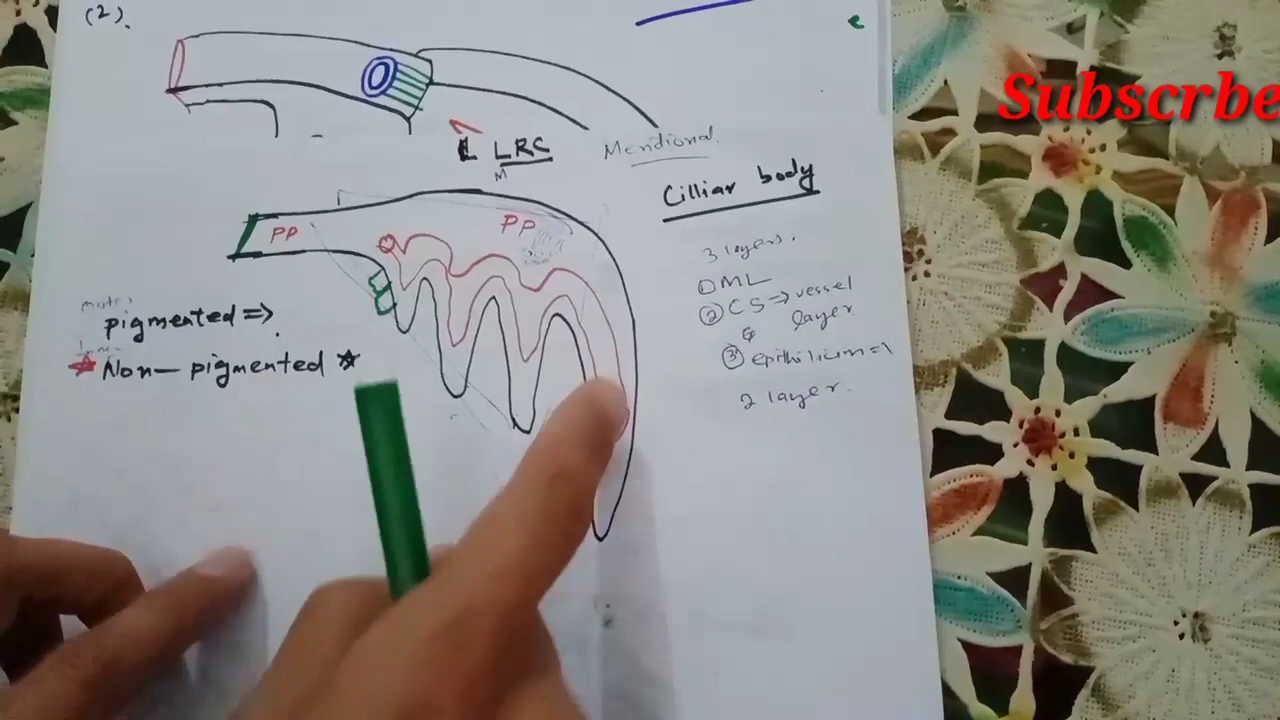 (2).
e
Subscrbe
L LRC
M
Meridional.
Cilliar body
PP
PP
3 layers.
① ML
② CS => vessel
layer
&
③ epithilium =>
2 layer.
outer
pigmented =>
Non- pigmented